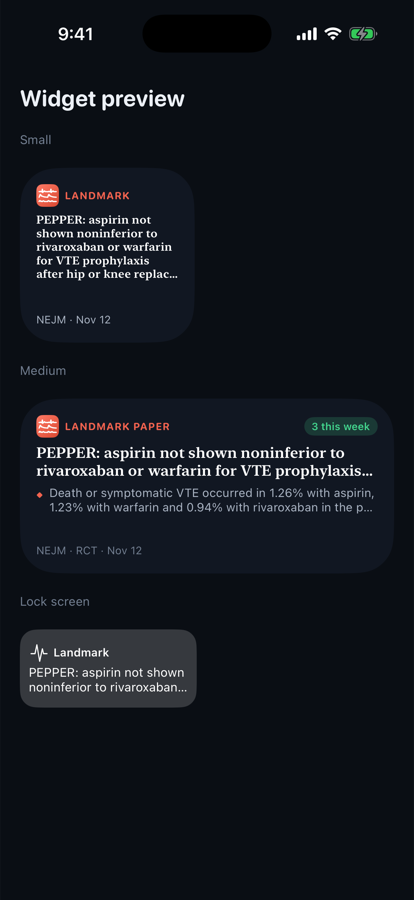 9:41
Widget preview
Small
LANDMARK
PEPPER: aspirin not
shown noninferior to
rivaroxaban or warfarin
for VTE prophylaxis
after hip or knee replac...
NEJM · Nov 12
Medium
LANDMARK PAPER
3 this week
PEPPER: aspirin not shown noninferior to
rivaroxaban or warfarin for VTE prophylaxis...
◆ Death or symptomatic VTE occurred in 1.26% with aspirin,
1.23% with warfarin and 0.94% with rivaroxaban in the p...
NEJM · RCT · Nov 12
Lock screen
Landmark
PEPPER: aspirin not shown
noninferior to rivaroxaban...